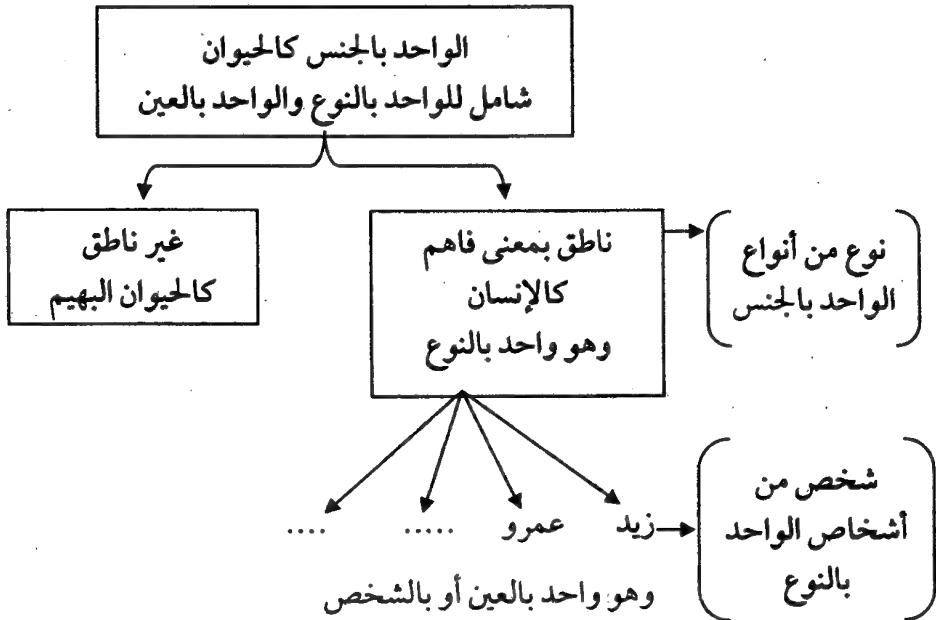 الواحد بالجنس كالحيوان
شامل للواحد بالنوع والواحد بالعين
نوع من أنواع
الواحد بالجنس
ناطق بمعنى فاهم
كالإنسان
وهو واحد بالنوع
غير ناطق
كالحيوان البهيم
شخص من
أشخاص الواحد
بالنوع
زيد عمرو ..... ....
وهو واحد بالعين أو بالشخص